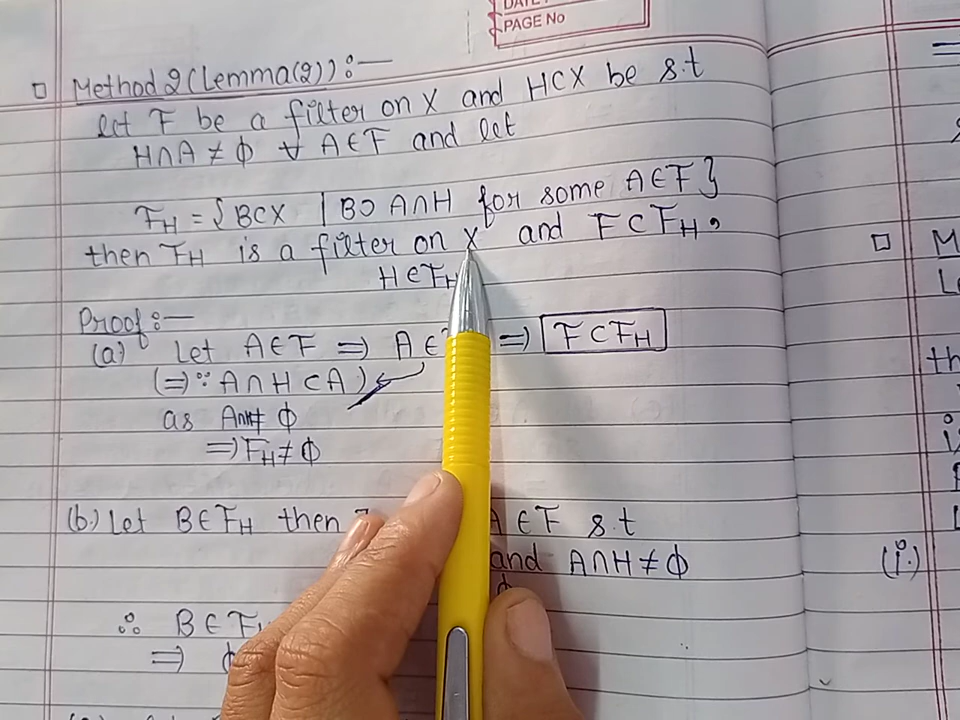 DATE
PAGE No
□ Method 2 (Lemma(2)) :-
Let F be a filter on X and H⊂X be s.t
H∩A ≠ ϕ ∀ A∈F and let
F_H = { B⊂X | B⊃A∩H for some A∈F }
then F_H is a filter on X and F⊂F_H,
H∈F_H
Proof :-
(a) Let A∈F ⇒ A∈ ⇒ F⊂F_H
(⇒ ∵ A∩H⊂A)
as A∩H≠ ϕ
⇒ F_H ≠ ϕ
(b.) Let B∈F_H then A∈F s.t
and A∩H ≠ ϕ
∴ B∈F
⇒
□ M
(i.)